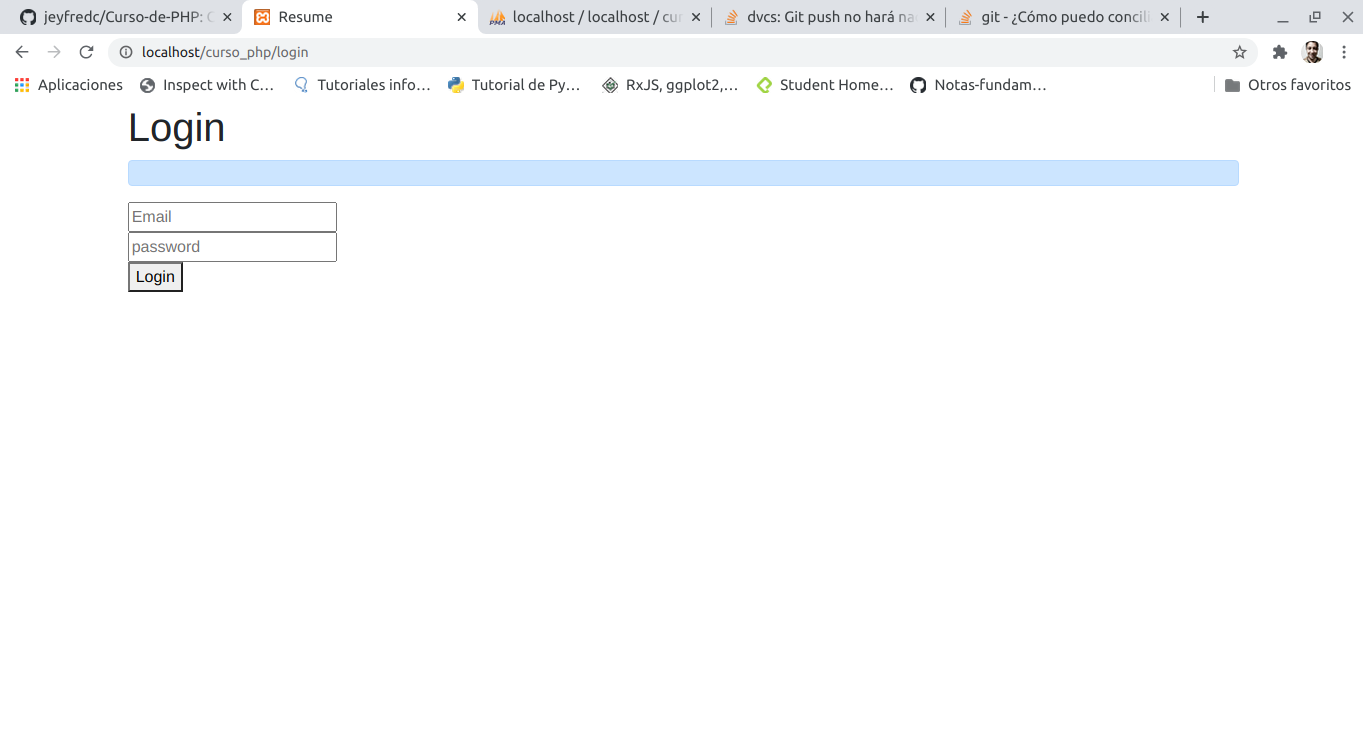 jeyfredc/Curso-de-PHP: C
Resume
localhost / localhost / cur
dvcs: Git push no hará na
git - ¿Cómo puedo concili
localhost/curso_php/login
Aplicaciones
Inspect with C...
Tutoriales info...
Tutorial de Py...
RxJS, ggplot2,...
Student Home...
Notas-fundam...
Otros favoritos
Login
Email
password
Login